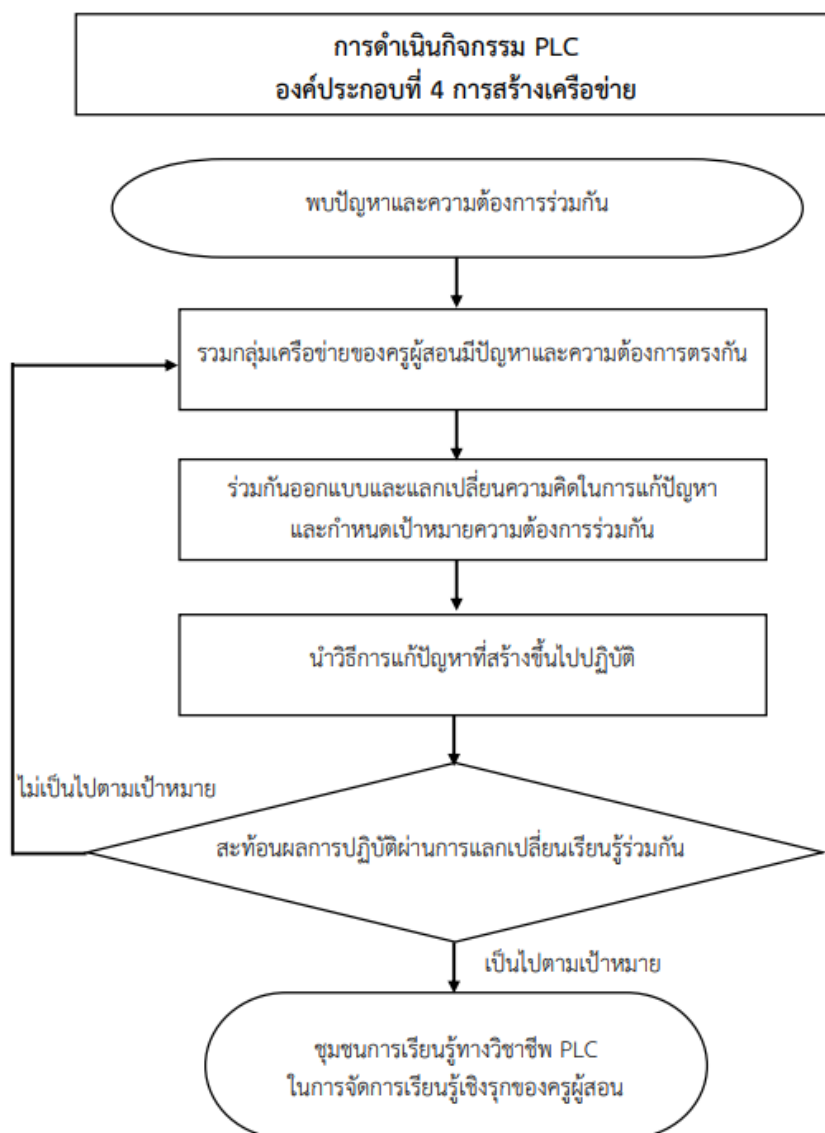 การดำเนินกิจกรรม PLC
องค์ประกอบที่ 4 การสร้างเครือข่าย
พบปัญหาและความต้องการร่วมกัน
รวมกลุ่มเครือข่ายของครูผู้สอนมีปัญหาและความต้องการตรงกัน
ร่วมกันออกแบบและแลกเปลี่ยนความคิดในการแก้ปัญหา
และกำหนดเป้าหมายความต้องการร่วมกัน
นำวิธีการแก้ปัญหาที่สร้างขึ้นไปปฏิบัติ
ไม่เป็นไปตามเป้าหมาย
สะท้อนผลการปฏิบัติผ่านการแลกเปลี่ยนเรียนรู้ร่วมกัน
เป็นไปตามเป้าหมาย
ชุมชนการเรียนรู้ทางวิชาชีพ PLC
ในการจัดการเรียนรู้เชิงรุกของครูผู้สอน